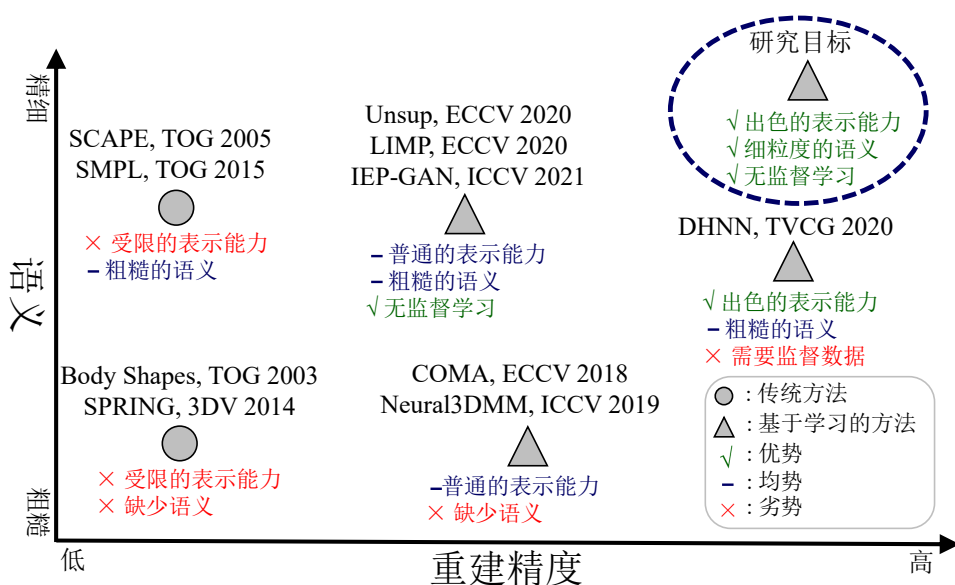 研究目标
√ 出色的表示能力
√ 细粒度的语义
√ 无监督学习
精细
SCAPE, TOG 2005
SMPL, TOG 2015
× 受限的表示能力
– 粗糙的语义
Unsup, ECCV 2020
LIMP, ECCV 2020
IEP-GAN, ICCV 2021
– 普通的表示能力
– 粗糙的语义
√ 无监督学习
DHNN, TVCG 2020
√ 出色的表示能力
– 粗糙的语义
× 需要监督数据
语义
Body Shapes, TOG 2003
SPRING, 3DV 2014
× 受限的表示能力
× 缺少语义
COMA, ECCV 2018
Neural3DMM, ICCV 2019
–普通的表示能力
× 缺少语义
: 传统方法
: 基于学习的方法
√ : 优势
– : 均势
× : 劣势
粗糙
低
重建精度
高